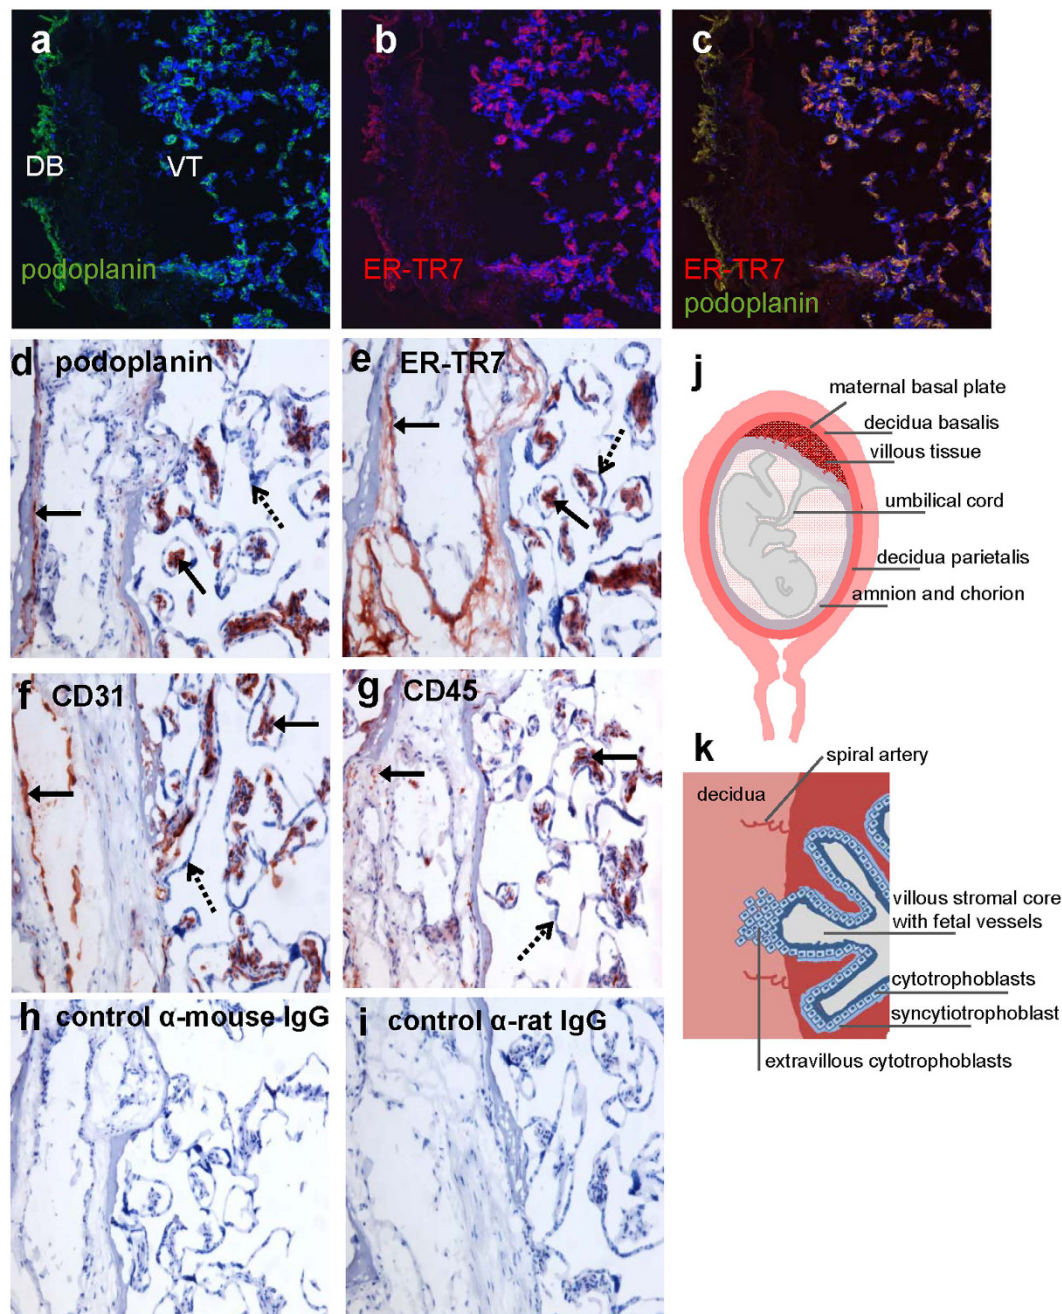 a
DB
VT
podoplanin
b
ER-TR7
c
ER-TR7
podoplanin
d podoplanin
e ER-TR7
f CD31
g CD45
h control α-mouse IgG
i control α-rat IgG
j
maternal basal plate
decidua basalis
villous tissue
umbilical cord
decidua parietalis
amnion and chorion
k
spiral artery
decidua
villous stromal core
with fetal vessels
cytotrophoblasts
syncytiotrophoblast
extravillous cytotrophoblasts